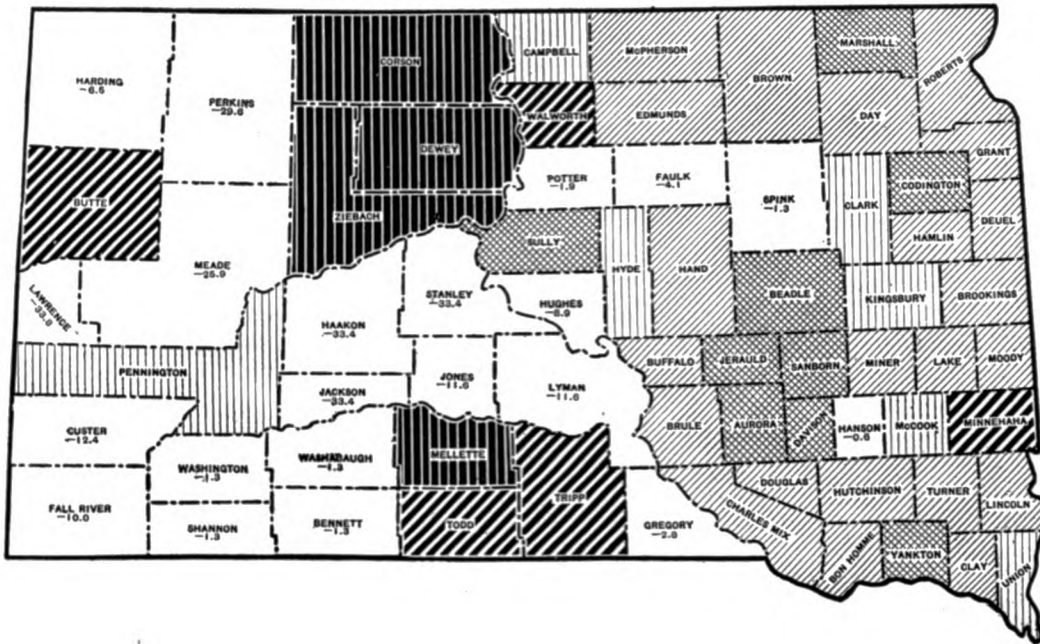 HARDING
-6.5
PERKINS
-29.6
CORSON
CAMPBELL
McPHERSON
BROWN
MARSHALL
ROBERTS
WALWORTH
EDMUNDS
DAY
DEWEY
GRANT
BUTTE
ZIEBACH
POTTER
-1.9
FAULK
-4.1
SPINK
-1.3
CLARK
CODINGTON
DEUEL
HAMLIN
MEADE
-25.9
SULLY
HYDE
HAND
LAWRENCE
-33.8
STANLEY
-33.4
HUGHES
-8.9
BEADLE
KINGSBURY
BROOKINGS
HAAKON
-33.4
PENNINGTON
BUFFALO
JERAULD
SANBORN
MINER
LAKE
MOODY
JACKSON
-33.4
JONES
-11.6
LYMAN
-11.6
CUSTER
-12.4
BRULE
AURORA
DAVISON
HANSON
-0.6
McCOOK
MINNEHAHA
WASHINGTON
-1.3
WASHABAUGH
-1.3
MELLETTE
DOUGLAS
FALL RIVER
-10.0
SHANNON
-1.3
BENNETT
-1.3
TODD
TRIPP
GREGORY
-2.8
CHARLES MIX
HUTCHINSON
TURNER
LINCOLN
BON HOMME
YANKTON
CLAY
UNION